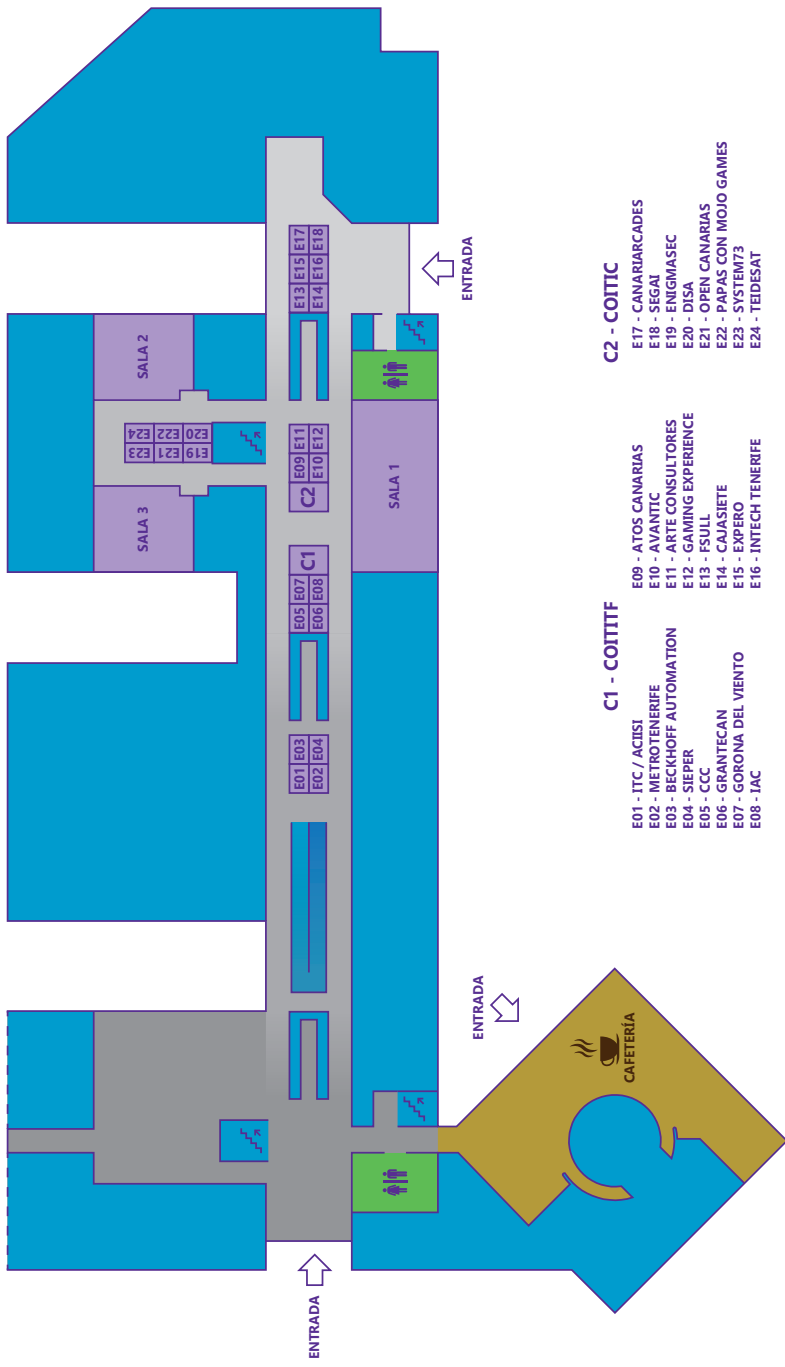 SALA 3
SALA 2
E23 E21 E19
E24 E22 E20
E01 E03
E02 E04
E05 E07
E06 E08
C1
C2
E09 E11
E10 E12
E13 E15 E17
E14 E16 E18
ENTRADA
SALA 1
ENTRADA
ENTRADA
CAFETERÍA
C1 - COITITF
E01 - ITC / ACIISI
E02 - METROTENERIFE
E03 - BECKHOFF AUTOMATION
E04 - SIEPER
E05 - CCC
E06 - GRANTECAN
E07 - GORONA DEL VIENTO
E08 - IAC
E09 - ATOS CANARIAS
E10 - AVANTIC
E11 - ARTE CONSULTORES
E12 - GAMING EXPERIENCE
E13 - FSULL
E14 - CAJASIETE
E15 - EXPERO
E16 - INTECH TENERIFE
C2 - COITIC
E17 - CANARIARCADES
E18 - SEGAI
E19 - ENIGMASEC
E20 - DISA
E21 - OPEN CANARIAS
E22 - PAPAS CON MOJO GAMES
E23 - SYSTEM73
E24 - TEIDESAT